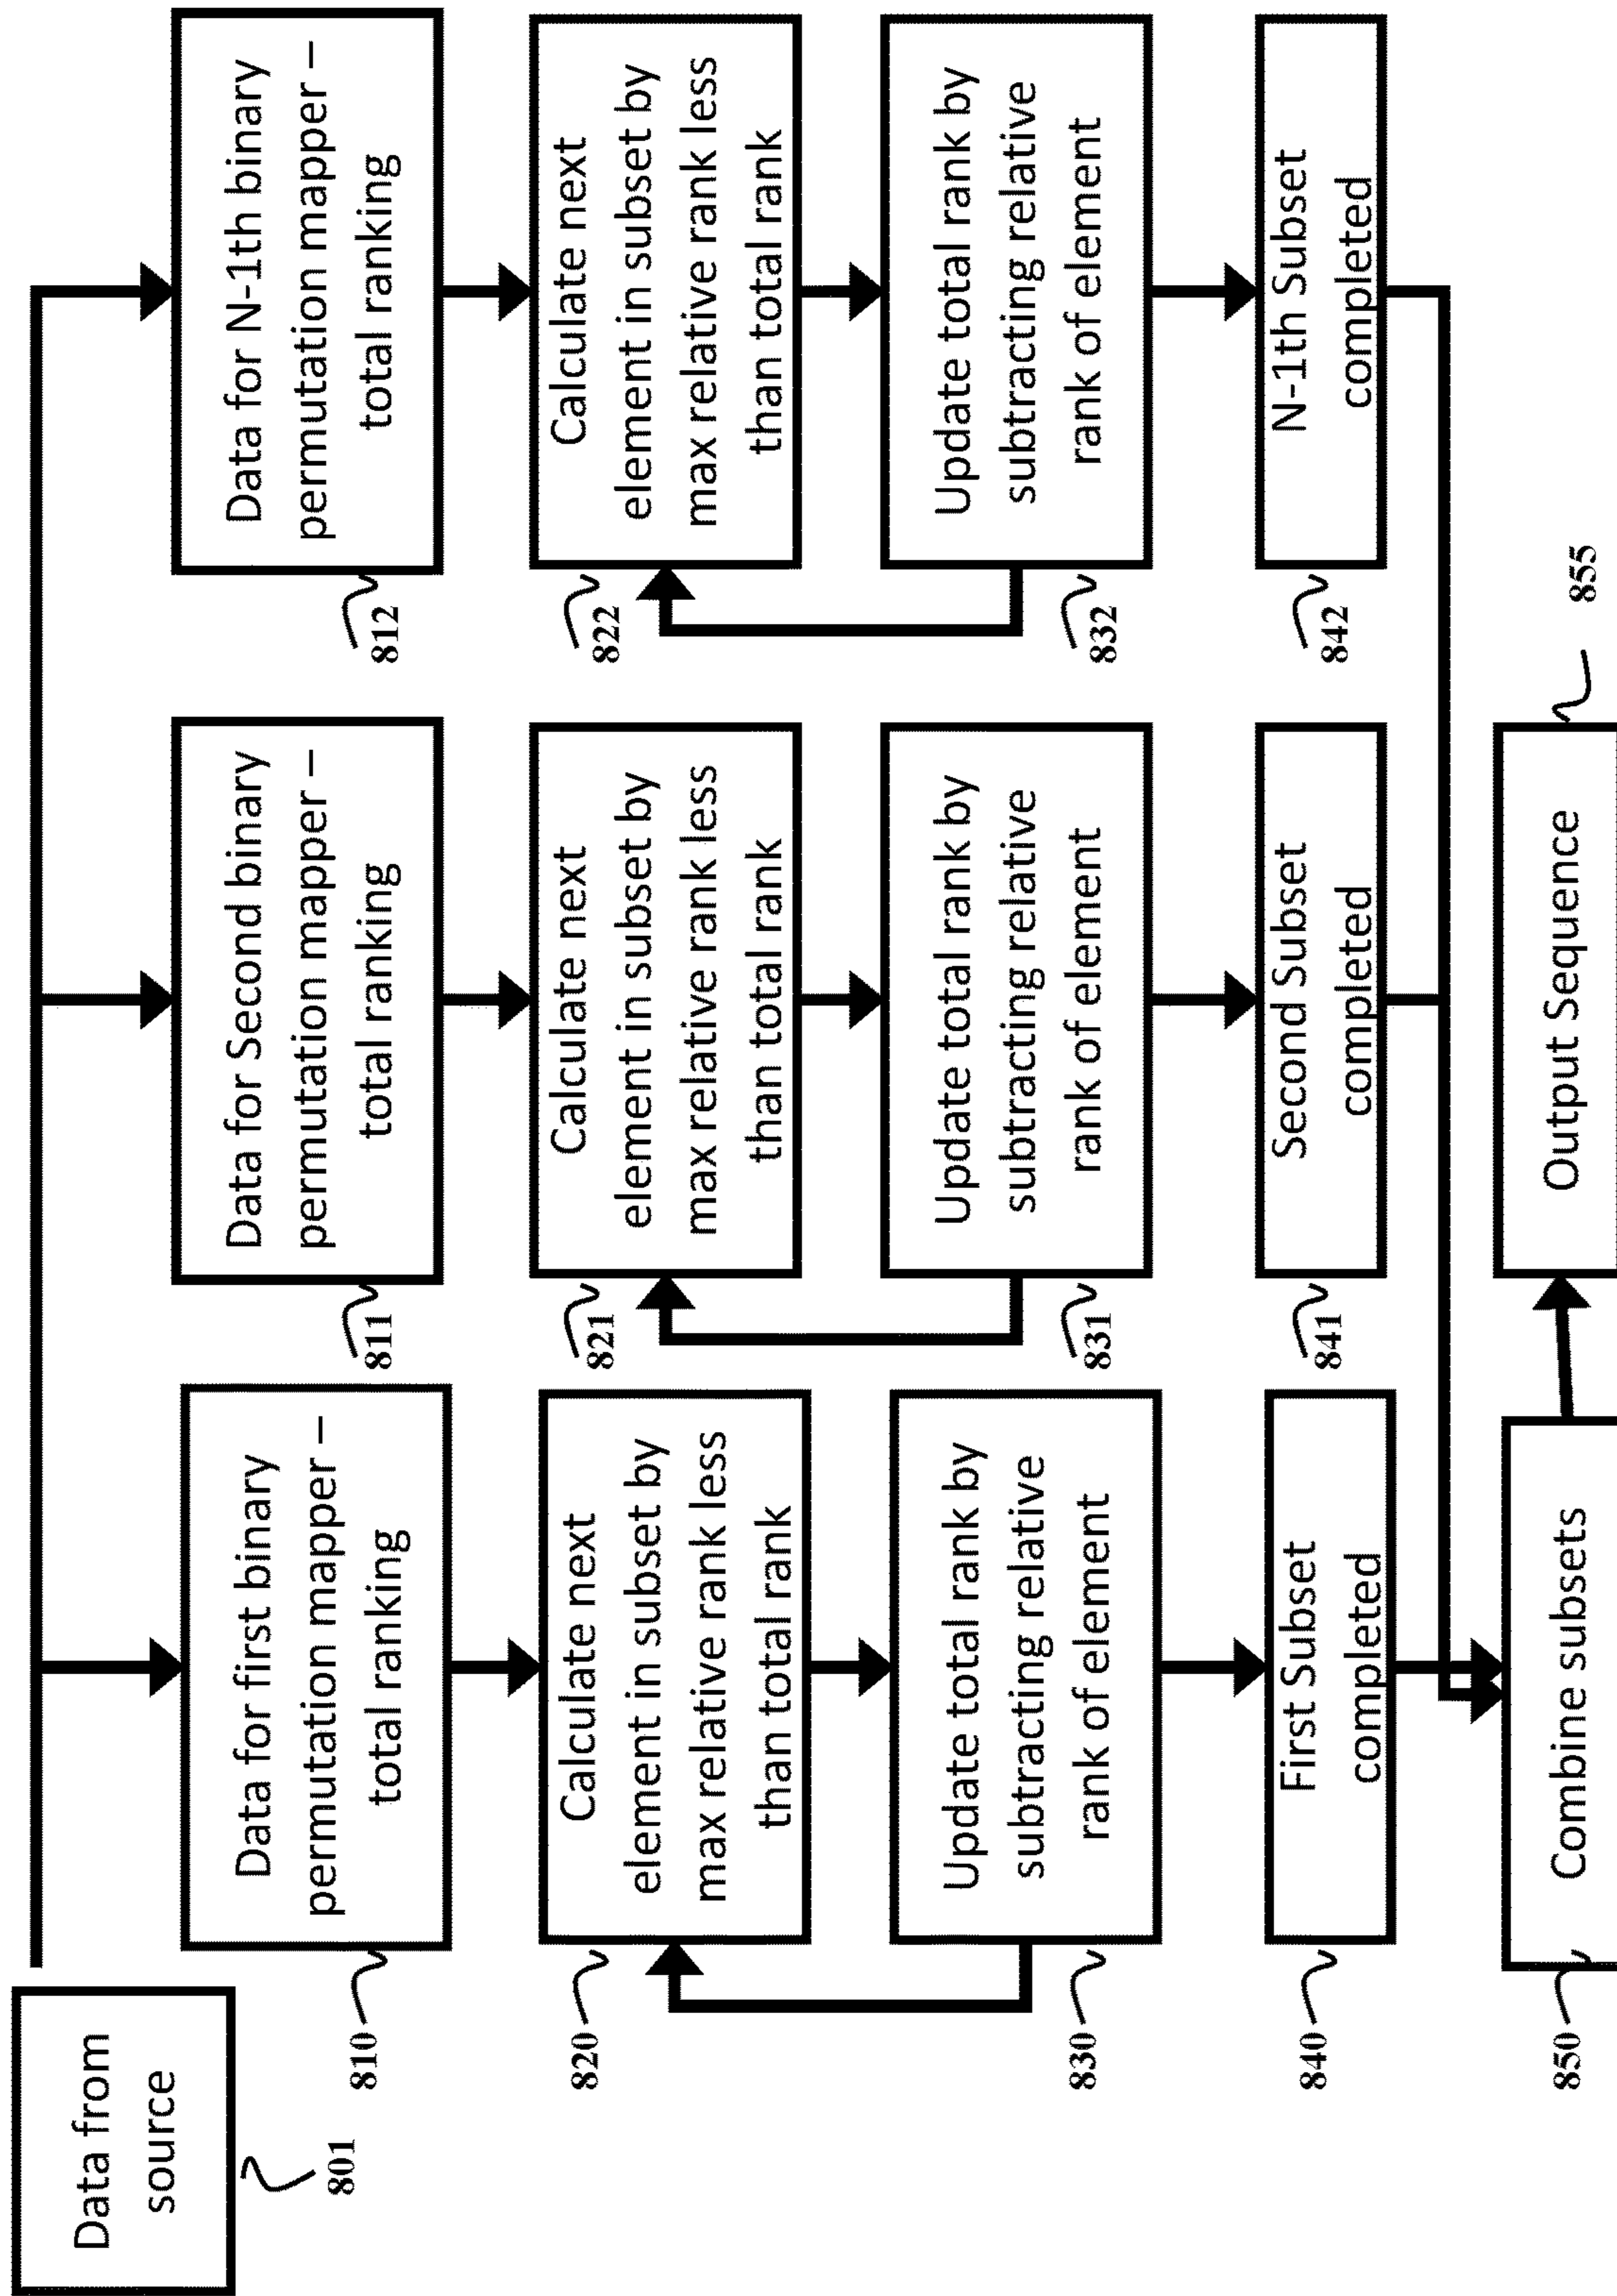 Data from
source
801
Data for first binary
permutation mapper –
total ranking
810
Data for Second binary
permutation mapper –
total ranking
811
Data for N-1th binary
permutation mapper –
total ranking
812
Calculate next
element in subset by
max relative rank less
than total rank
820
Calculate next
element in subset by
max relative rank less
than total rank
821
Calculate next
element in subset by
max relative rank less
than total rank
822
Update total rank by
subtracting relative
rank of element
830
Update total rank by
subtracting relative
rank of element
831
Update total rank by
subtracting relative
rank of element
832
First Subset
completed
840
Second Subset
completed
841
N-1th Subset
completed
842
Combine subsets
850
Output Sequence
855